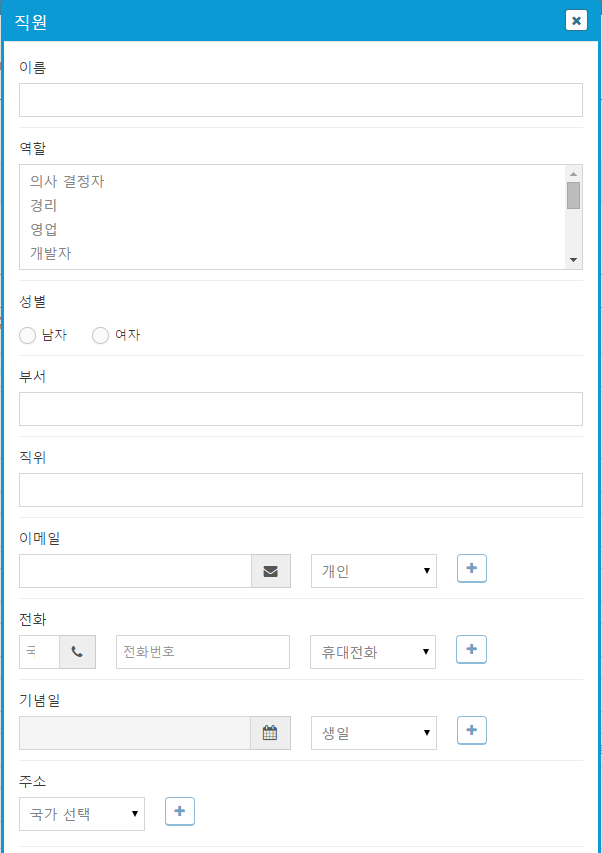 직원
이름
역할
의사 결정자
경리
영업
개발자
성별
남자 여자
부서
직위
이메일
개인
전화
전화번호 휴대전화
기념일
생일
주소
국가 선택